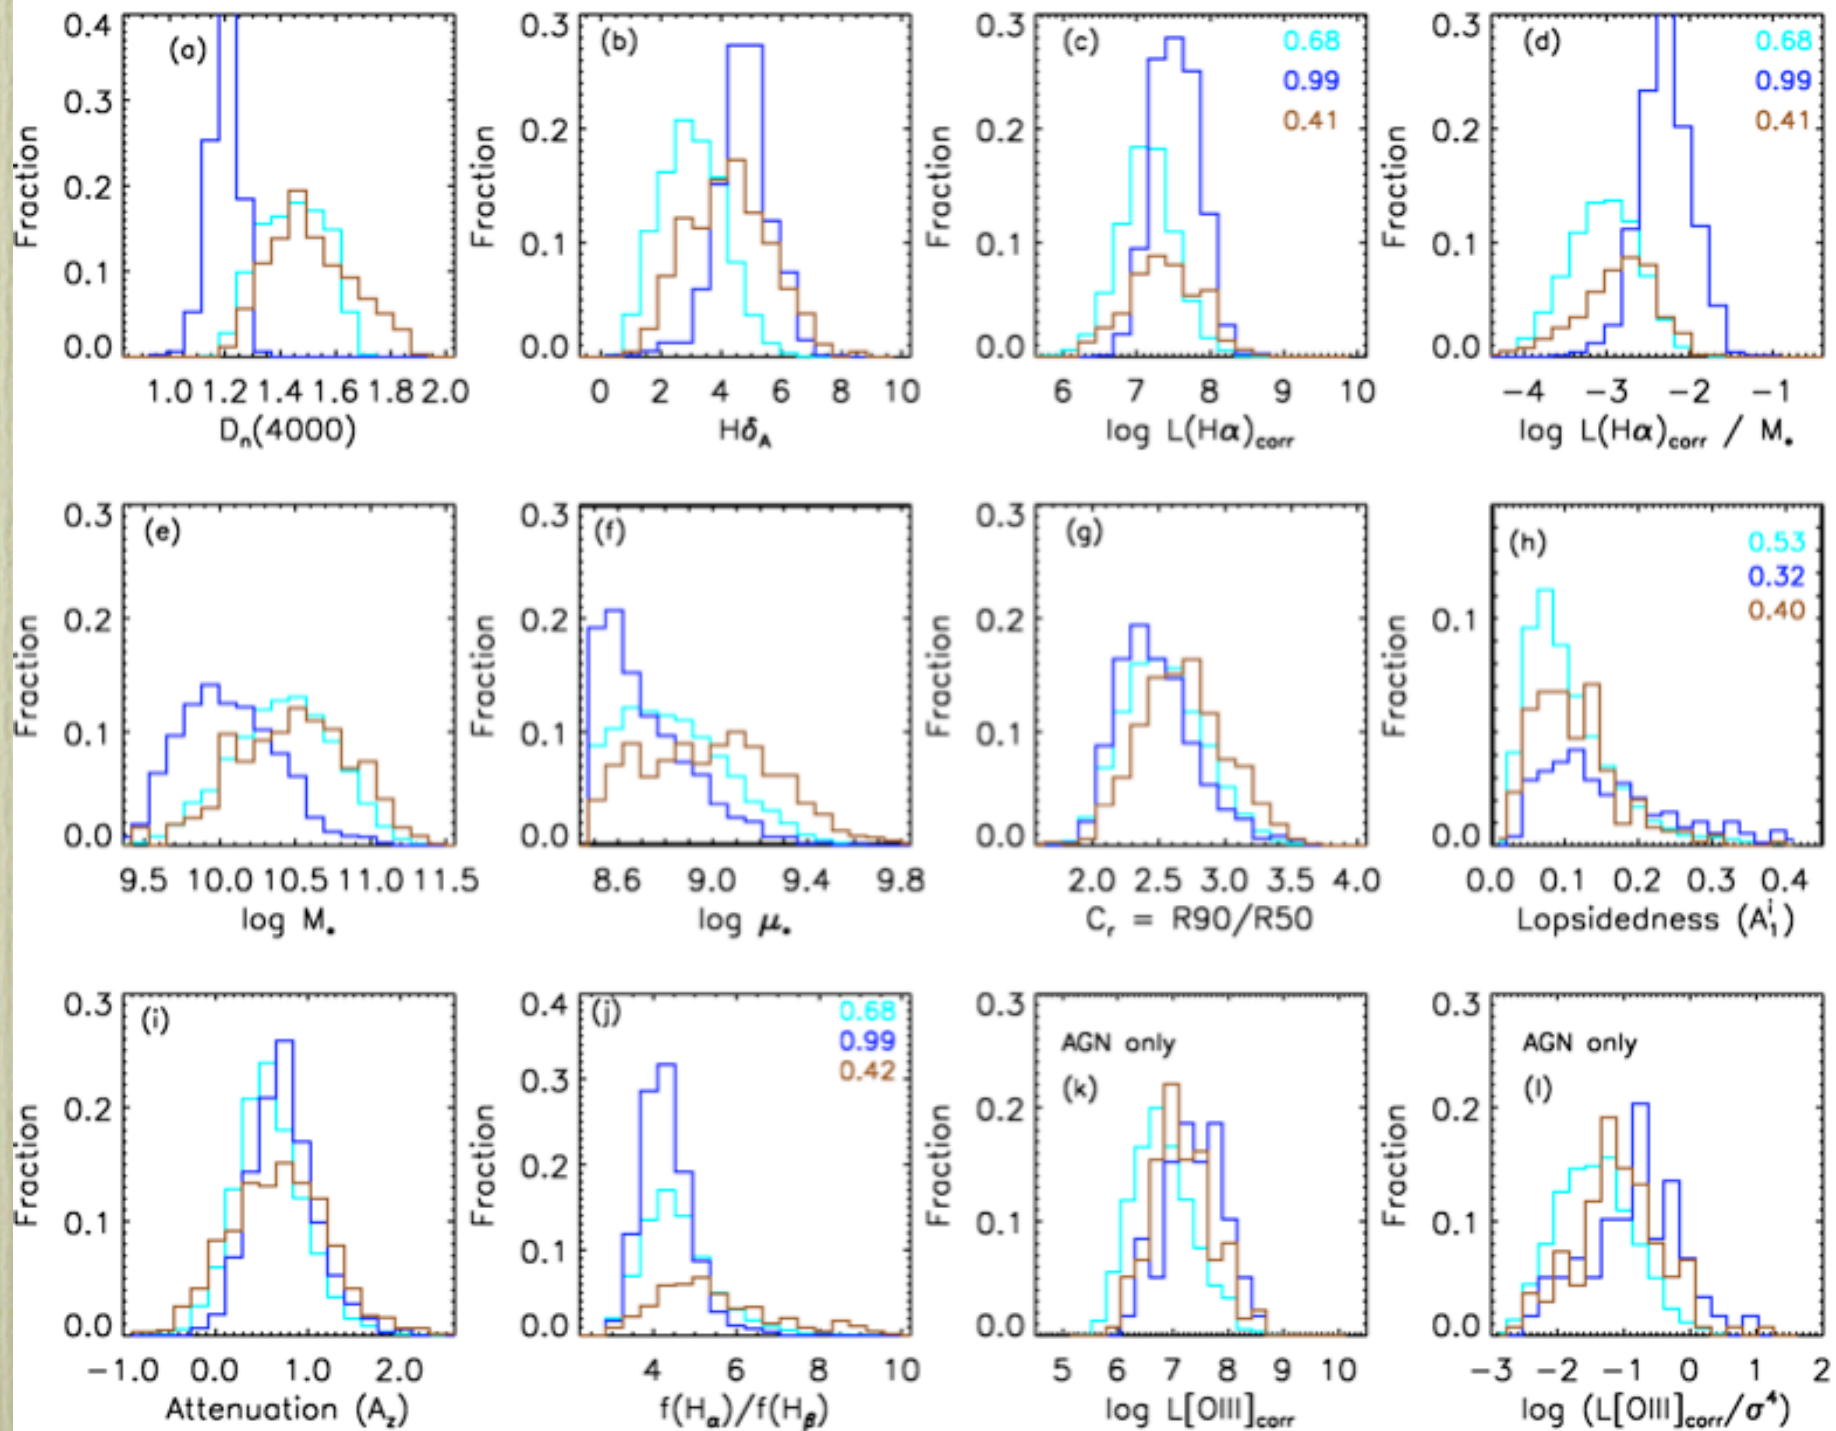 (a) (b) (c) (d)
0.4 0.3 0.2 0.1 0.0
Fraction
1.0 1.2 1.4 1.6 1.8 2.0
Dₙ(4000)
0.3 0.2 0.1 0.0
Fraction
0 2 4 6 8 10
Hδ_A
0.3 0.2 0.1 0.0
Fraction
0.68
0.99
0.41
6 7 8 9 10
log L(Hα)corr
0.3 0.2 0.1 0.0
Fraction
0.68
0.99
0.41
−4 −3 −2 −1
log L(Hα)corr / M*
(e) (f) (g) (h)
0.3 0.2 0.1 0.0
Fraction
9.5 10.0 10.5 11.0 11.5
log M*
0.3 0.2 0.1 0.0
Fraction
8.6 9.0 9.4 9.8
log μ*
0.3 0.2 0.1 0.0
Fraction
2.0 2.5 3.0 3.5 4.0
Cᵣ = R90/R50
0.1 0.0
Fraction
0.53
0.32
0.40
0.0 0.1 0.2 0.3 0.4
Lopsidedness (A₁ⁱ)
(i) (j) (k) (l)
0.3 0.2 0.1 0.0
Fraction
−1.0 0.0 1.0 2.0
Attenuation (A_z)
0.4 0.3 0.2 0.1 0.0
Fraction
0.68
0.99
0.42
4 6 8 10
f(Hα)/f(Hβ)
0.3 0.2 0.1 0.0
Fraction
AGN only
5 6 7 8 9 10
log L[OIII]corr
0.3 0.2 0.1 0.0
Fraction
AGN only
−3 −2 −1 0 1 2
log (L[OIII]corr/σ⁴)